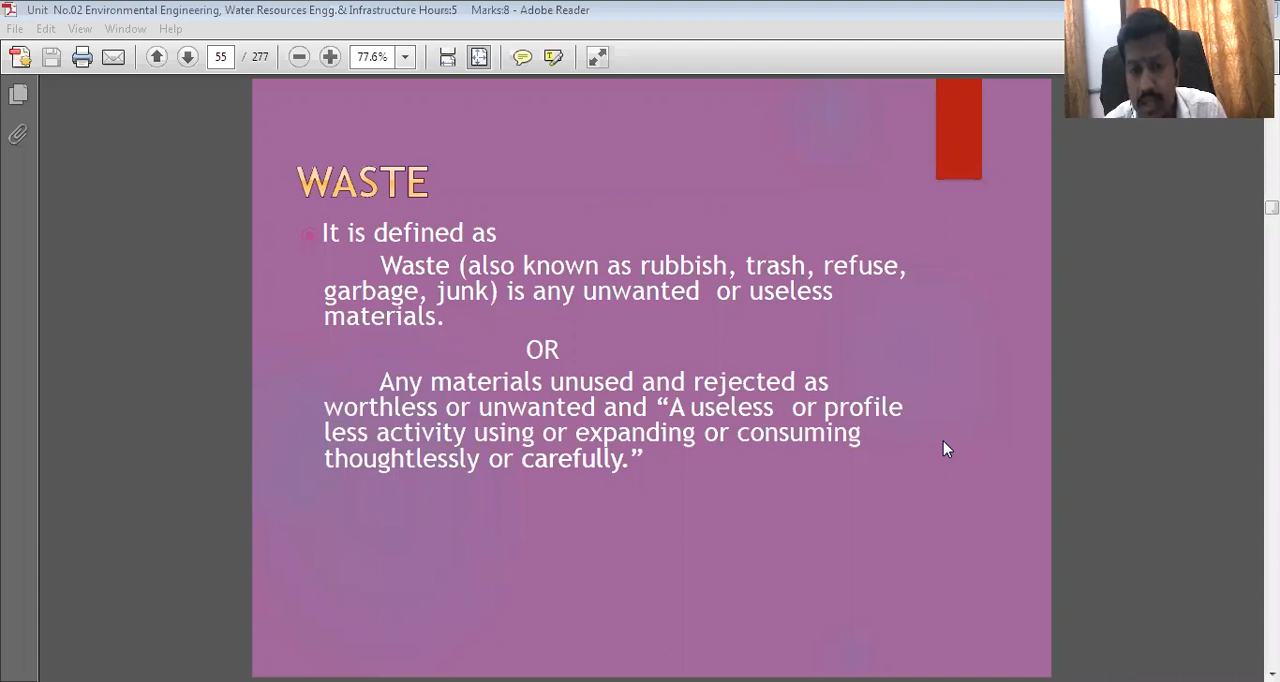 Unit No.02 Environmental Engineering, Water Resources Engg.& Infrastructure Hours:5 Marks:8 - Adobe Reader
File Edit View Window Help
55 / 277 77.6%
WASTE
It is defined as
Waste (also known as rubbish, trash, refuse,
garbage, junk) is any unwanted or useless
materials.
OR
Any materials unused and rejected as
worthless or unwanted and “A useless or profile
less activity using or expanding or consuming
thoughtlessly or carefully.”